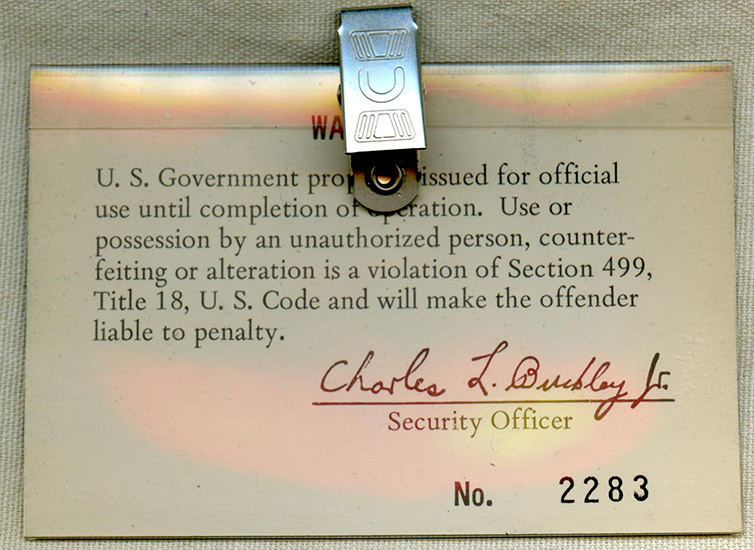 WA
U. S. Government prop issued for official
use until completion of operation. Use or
possession by an unauthorized person, counter-
feiting or alteration is a violation of Section 499,
Title 18, U. S. Code and will make the offender
liable to penalty.
Charles L. Buckley Jr.
Security Officer
No. 2283